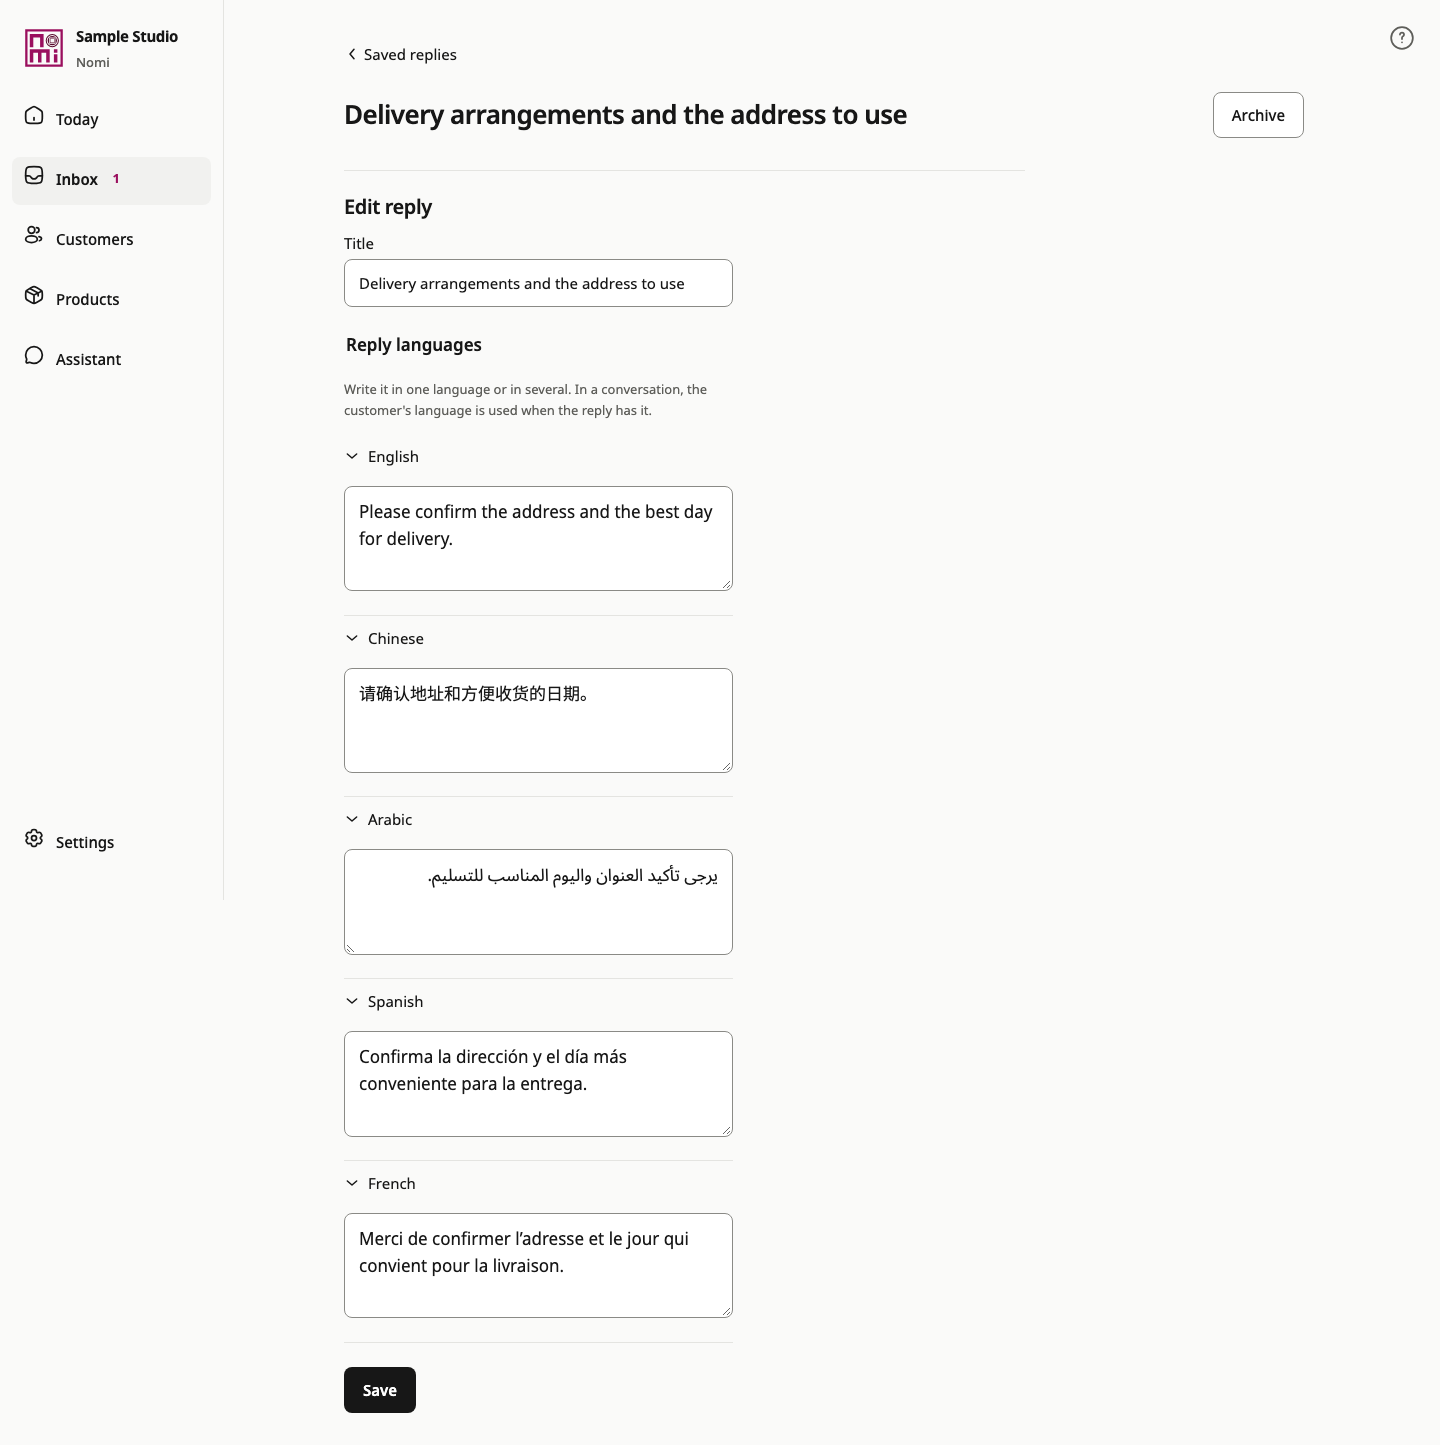 nomi
Sample Studio
Nomi
Today
Inbox 1
Customers
Products
Assistant
Settings
Saved replies
Delivery arrangements and the address to use
Archive
Edit reply
Title
Delivery arrangements and the address to use
Reply languages
Write it in one language or in several. In a conversation, the
customer's language is used when the reply has it.
English
Please confirm the address and the best day
for delivery.
Chinese
请确认地址和方便收货的日期。
Arabic
يرجى تأكيد العنوان واليوم المناسب للتسليم.
Spanish
Confirma la dirección y el día más
conveniente para la entrega.
French
Merci de confirmer l’adresse et le jour qui
convient pour la livraison.
Save